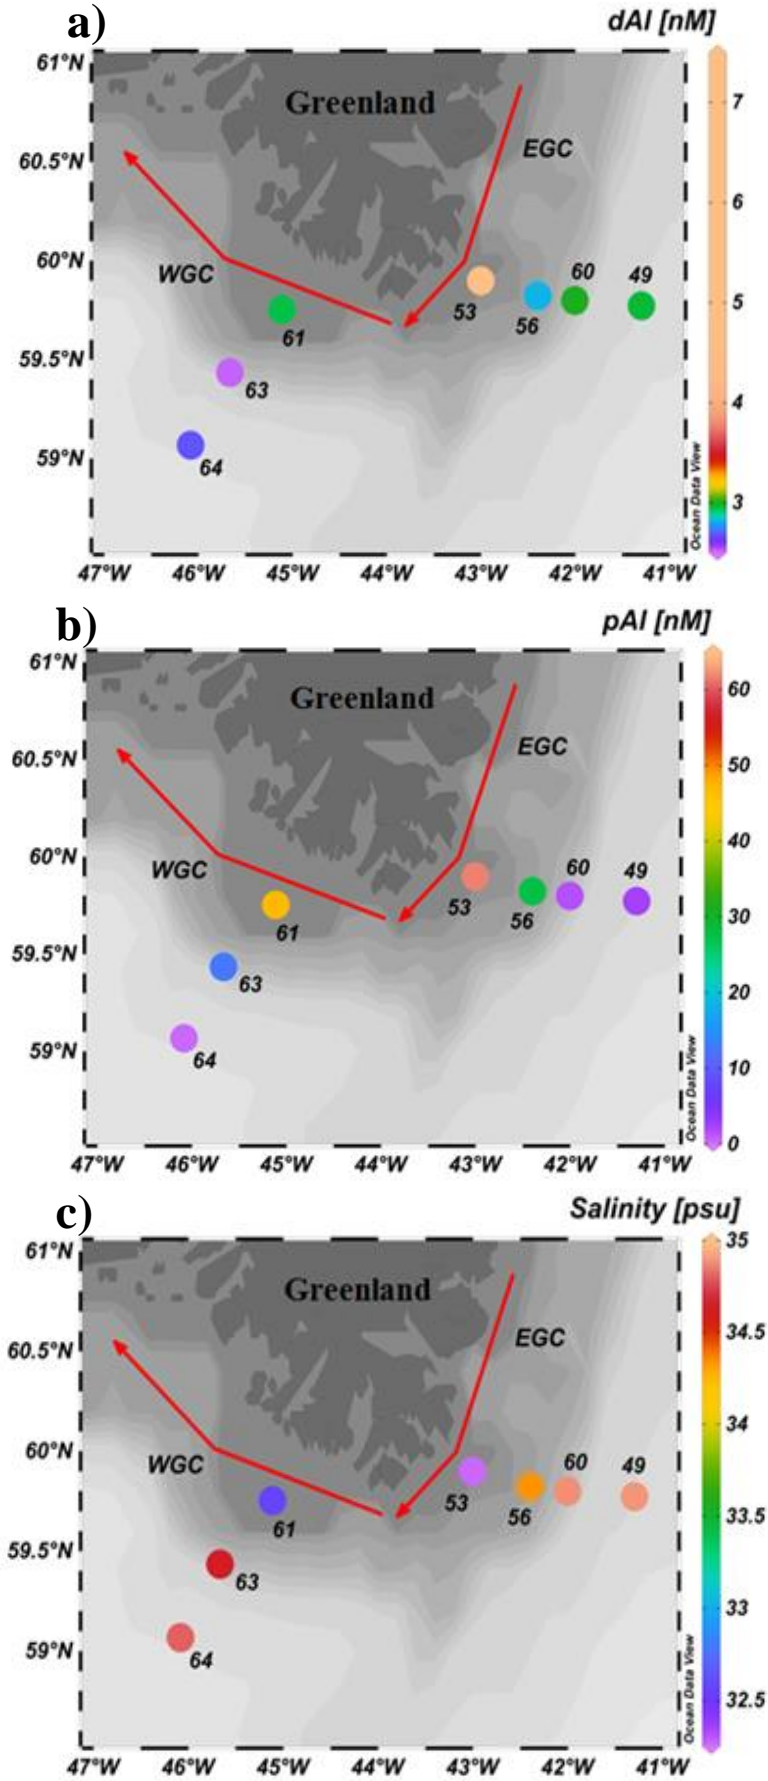 a)
dAl [nM]
61°N
Greenland
7
EGC
60.5°N
6
60°N
WGC
60
49
53
56
5
61
59.5°N
63
4
59°N
64
3
Ocean Data View
47°W 46°W 45°W 44°W 43°W 42°W 41°W
b)
pAl [nM]
61°N
Greenland
60
EGC
60.5°N
50
60°N
WGC
60
49
40
53
56
61
30
59.5°N
63
20
59°N
64
10
Ocean Data View
0
47°W 46°W 45°W 44°W 43°W 42°W 41°W
c)
Salinity [psu]
61°N
35
Greenland
EGC
34.5
60.5°N
34
60°N
WGC
60
49
53
56
33.5
61
59.5°N
63
33
59°N
64
32.5
Ocean Data View
47°W 46°W 45°W 44°W 43°W 42°W 41°W